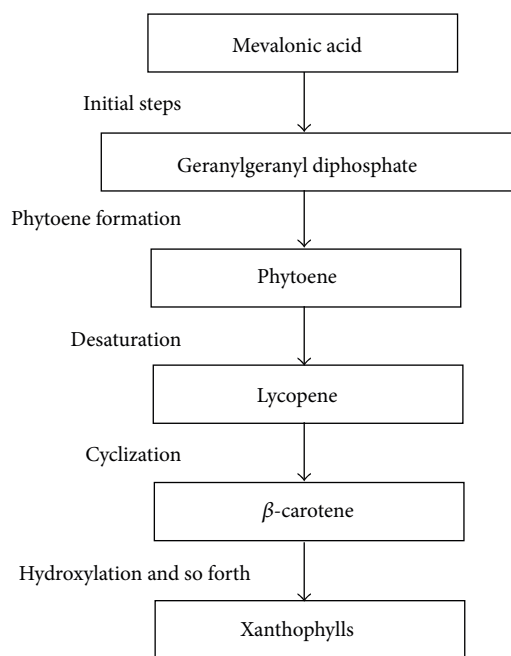 Mevalonic acid
Initial steps
Geranylgeranyl diphosphate
Phytoene formation
Phytoene
Desaturation
Lycopene
Cyclization
β-carotene
Hydroxylation and so forth
Xanthophylls